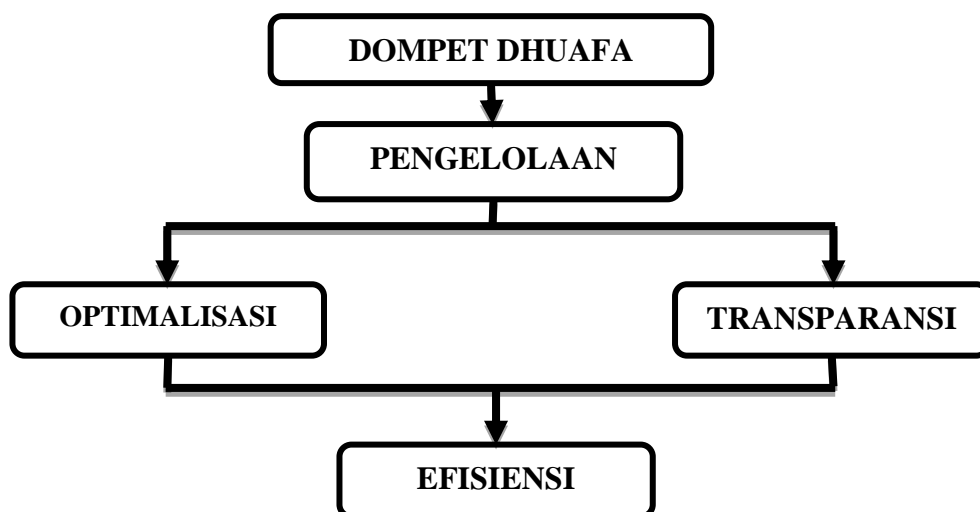 DOMPET DHUAFA
PENGELOLAAN
OPTIMALISASI
TRANSPARANSI
EFISIENSI